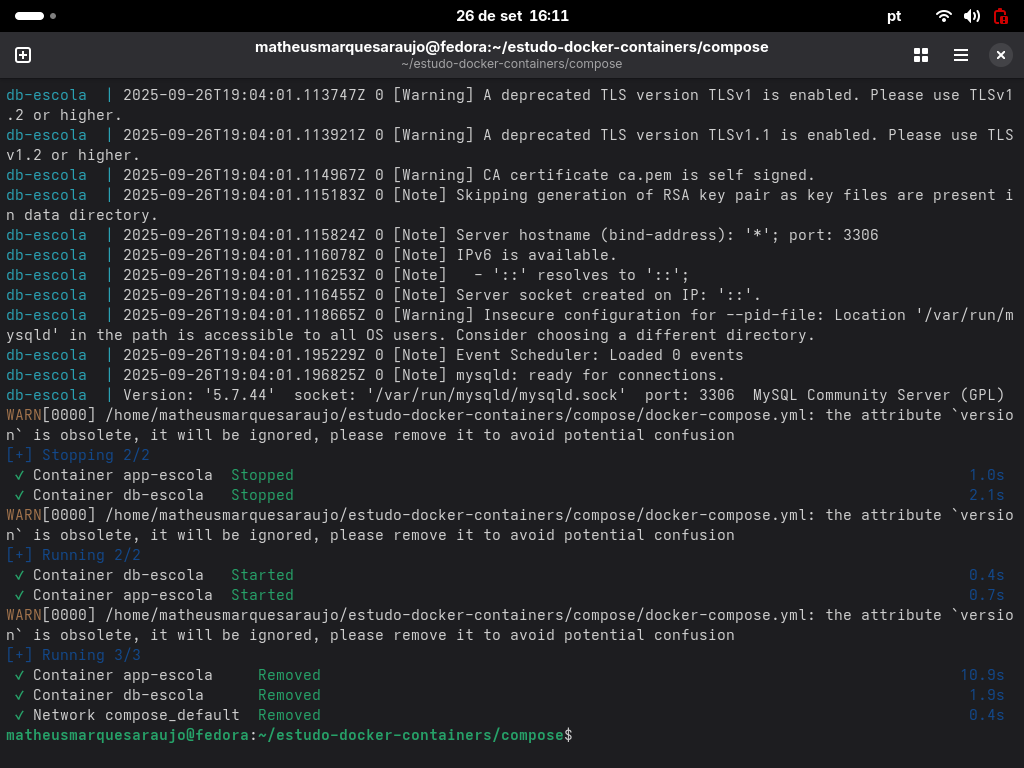 26 de set  16:11
pt
matheusmarquesaraujo@fedora:~/estudo-docker-containers/compose
~/estudo-docker-containers/compose
db-escola  | 2025-09-26T19:04:01.113747Z 0 [Warning] A deprecated TLS version TLSv1 is enabled. Please use TLSv1
.2 or higher.
db-escola  | 2025-09-26T19:04:01.113921Z 0 [Warning] A deprecated TLS version TLSv1.1 is enabled. Please use TLS
v1.2 or higher.
db-escola  | 2025-09-26T19:04:01.114967Z 0 [Warning] CA certificate ca.pem is self signed.
db-escola  | 2025-09-26T19:04:01.115183Z 0 [Note] Skipping generation of RSA key pair as key files are present i
n data directory.
db-escola  | 2025-09-26T19:04:01.115824Z 0 [Note] Server hostname (bind-address): '*'; port: 3306
db-escola  | 2025-09-26T19:04:01.116078Z 0 [Note] IPv6 is available.
db-escola  | 2025-09-26T19:04:01.116253Z 0 [Note]   - '::' resolves to '::';
db-escola  | 2025-09-26T19:04:01.116455Z 0 [Note] Server socket created on IP: '::'.
db-escola  | 2025-09-26T19:04:01.118665Z 0 [Warning] Insecure configuration for --pid-file: Location '/var/run/m
ysqld' in the path is accessible to all OS users. Consider choosing a different directory.
db-escola  | 2025-09-26T19:04:01.195229Z 0 [Note] Event Scheduler: Loaded 0 events
db-escola  | 2025-09-26T19:04:01.196825Z 0 [Note] mysqld: ready for connections.
db-escola  | Version: '5.7.44'  socket: '/var/run/mysqld/mysqld.sock'  port: 3306  MySQL Community Server (GPL)
WARN[0000] /home/matheusmarquesaraujo/estudo-docker-containers/compose/docker-compose.yml: the attribute `versio
n` is obsolete, it will be ignored, please remove it to avoid potential confusion
[+] Stopping 2/2
 ✓ Container app-escola  Stopped 1.0s
 ✓ Container db-escola   Stopped 2.1s
WARN[0000] /home/matheusmarquesaraujo/estudo-docker-containers/compose/docker-compose.yml: the attribute `versio
n` is obsolete, it will be ignored, please remove it to avoid potential confusion
[+] Running 2/2
 ✓ Container db-escola   Started 0.4s
 ✓ Container app-escola  Started 0.7s
WARN[0000] /home/matheusmarquesaraujo/estudo-docker-containers/compose/docker-compose.yml: the attribute `versio
n` is obsolete, it will be ignored, please remove it to avoid potential confusion
[+] Running 3/3
 ✓ Container app-escola     Removed 10.9s
 ✓ Container db-escola      Removed 1.9s
 ✓ Network compose_default  Removed 0.4s
matheusmarquesaraujo@fedora:~/estudo-docker-containers/compose$